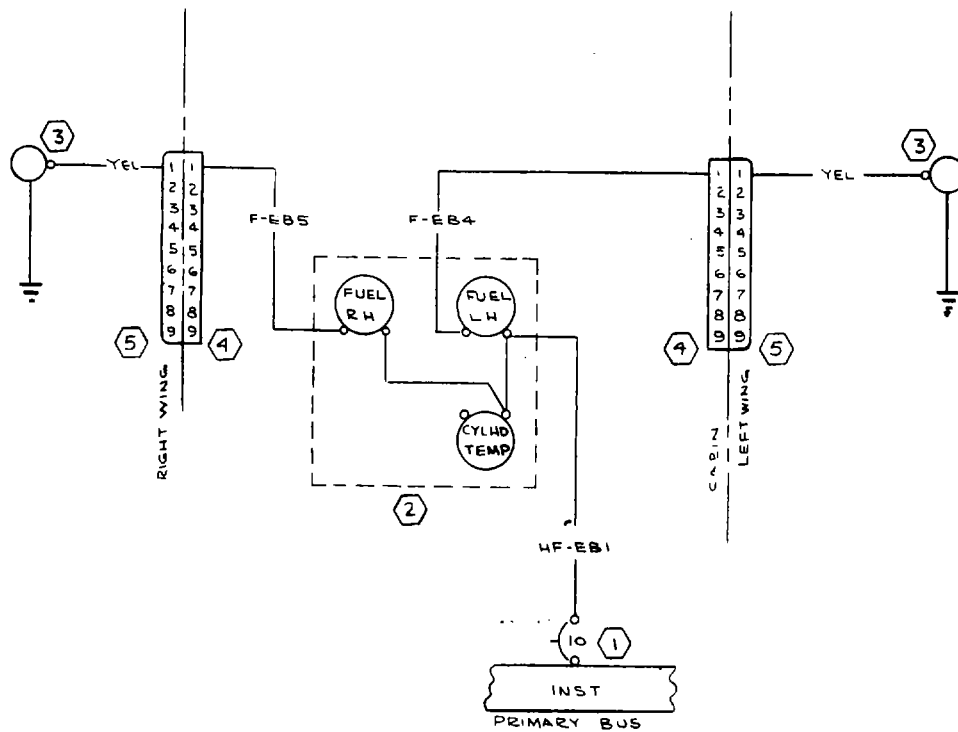 3
3
YEL
1 1
2 2
3 3
4 4
5 5
6 6
7 7
8 8
9 9
1 1
2 2
3 3
4 4
5 5
6 6
7 7
8 8
9 9
YEL
F-EB5
F-EB4
FUEL
RH
FUEL
LH
5
4
4
5
RIGHT WING
CYLHD
TEMP
CABIN
LEFT WING
2
HF-EB1
10
1
INST
PRIMARY BUS